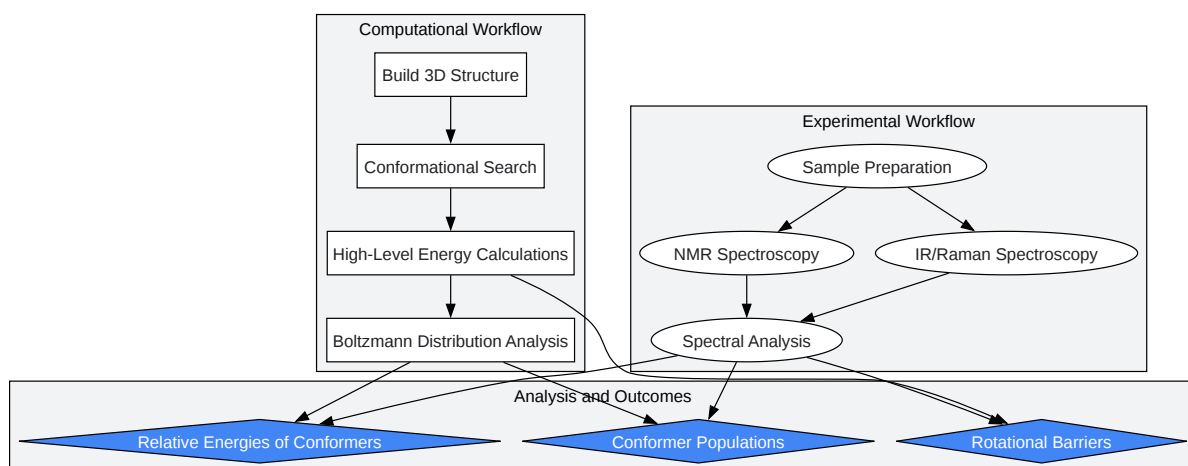 Computational Workflow
Build 3D Structure
Conformational Search
High-Level Energy Calculations
Boltzmann Distribution Analysis
Experimental Workflow
Sample Preparation
NMR Spectroscopy
IR/Raman Spectroscopy
Spectral Analysis
Analysis and Outcomes
Relative Energies of Conformers
Conformer Populations
Rotational Barriers